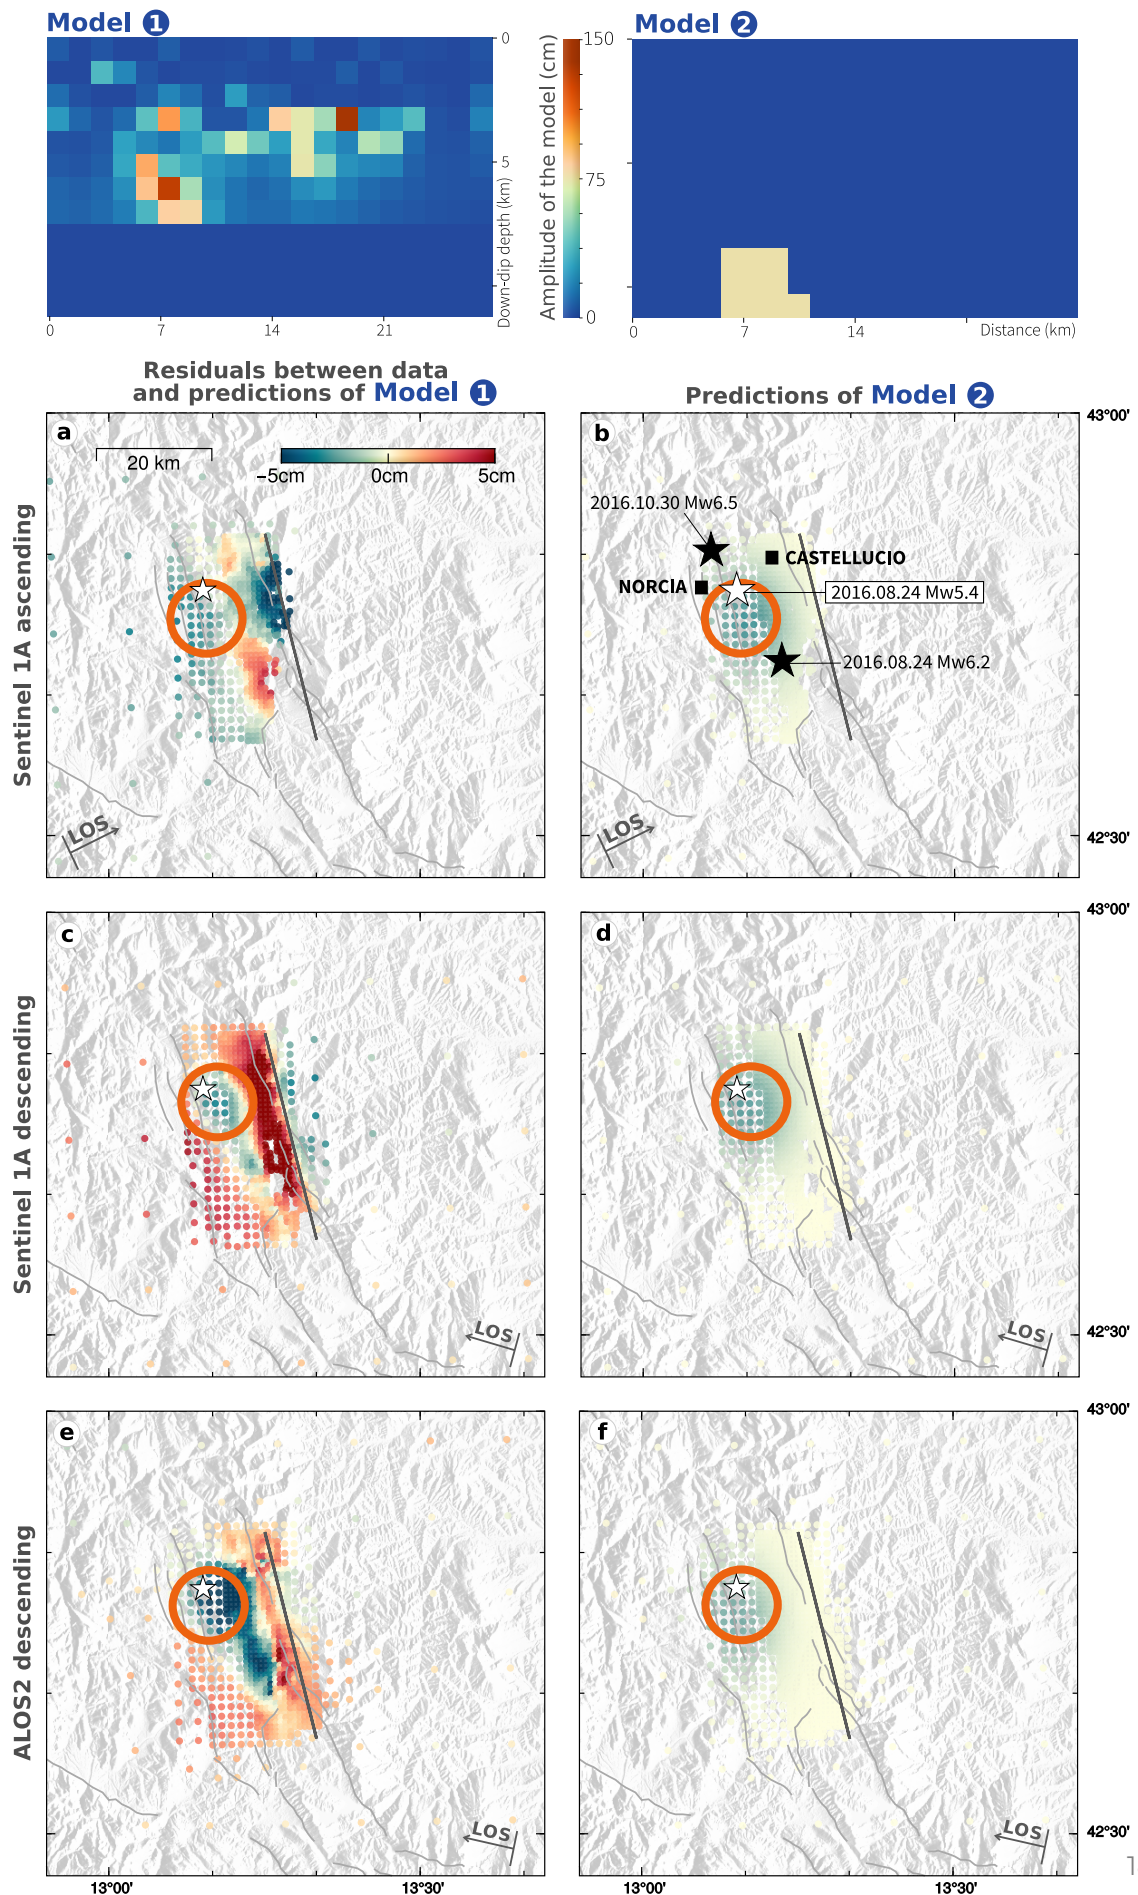 Model 1
Model 2
0
5
Down-dip depth (km)
0
7
14
21
Amplitude of the model (cm)
150
75
0
0
7
14
Distance (km)
Residuals between data
and predictions of Model 1
Predictions of Model 2
Sentinel 1A ascending
a
20 km
−5cm
0cm
5cm
LOS
b
2016.10.30 Mw6.5
CASTELLUCIO
NORCIA
2016.08.24 Mw5.4
2016.08.24 Mw6.2
LOS
43°00'
42°30'
Sentinel 1A descending
c
LOS
d
LOS
43°00'
42°30'
ALOS2 descending
e
LOS
f
LOS
43°00'
42°30'
13°00'
13°30'
13°00'
13°30'
1